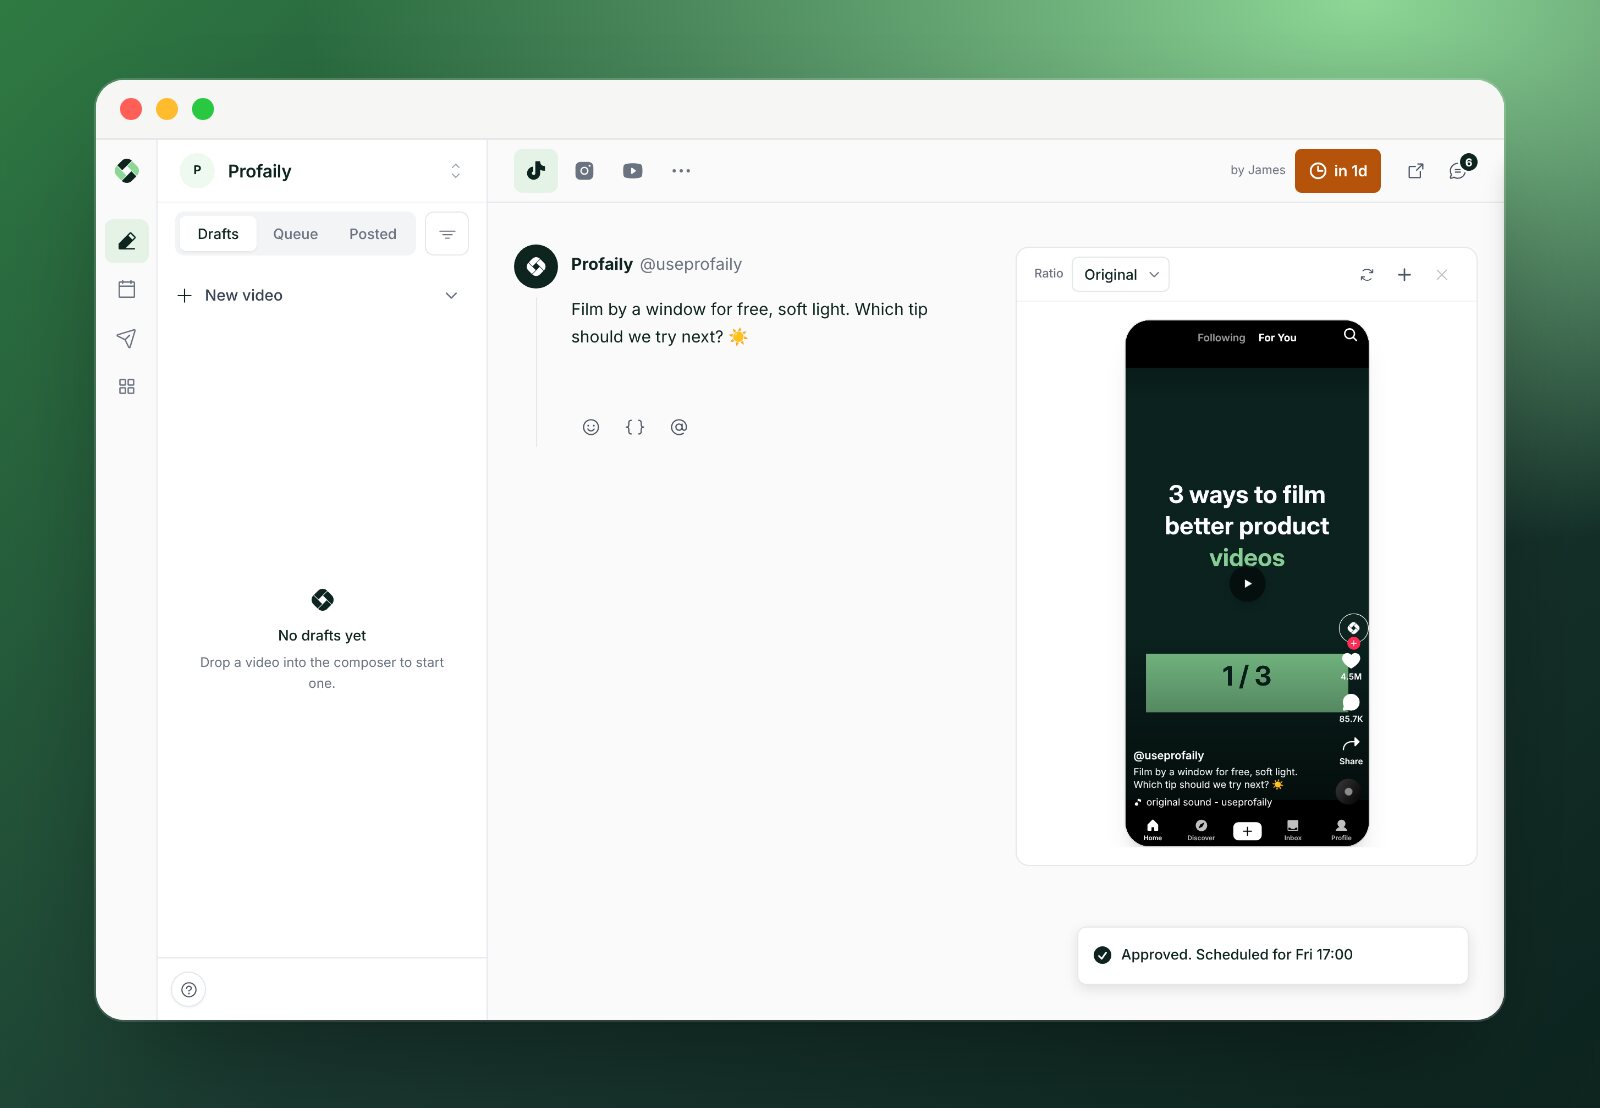 P
Profaily
by James
in 1d
6
Drafts
Queue
Posted
New video
No drafts yet
Drop a video into the composer to start
one.
Profaily @useprofaily
Film by a window for free, soft light. Which tip
should we try next? ☀️
{ }
@
Ratio
Original
Following
For You
3 ways to film
better product
videos
1 / 3
4.5M
85.7K
Share
@useprofaily
Film by a window for free, soft light.
Which tip should we try next? ☀️
original sound - useprofaily
Home
Discover
Inbox
Profile
Approved. Scheduled for Fri 17:00